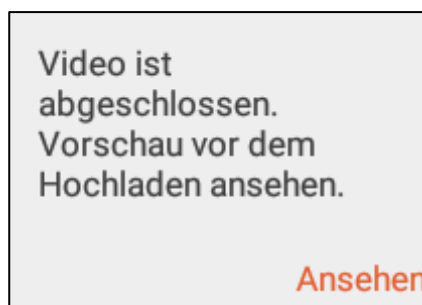 Video ist
abgeschlossen.
Vorschau vor dem
Hochladen ansehen.
Ansehen